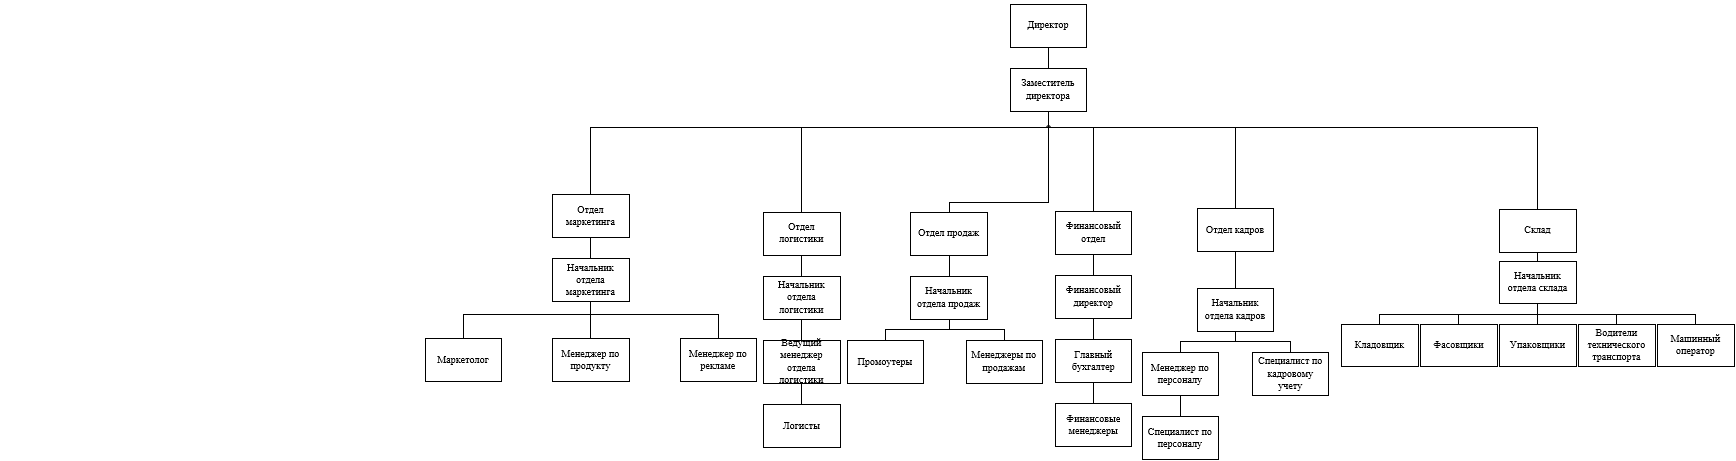 Директор
Заместитель
директора
Отдел
маркетинга
Отдел
логистики
Отдел продаж
Финансовый
отдел
Отдел кадров
Склад
Начальник
отдела
маркетинга
Начальник
отдела
логистики
Начальник
отдела продаж
Финансовый
директор
Начальник
отдела кадров
Начальник
отдела склада
Маркетолог
Менеджер по
продукту
Менеджер по
рекламе
Ведущий
менеджер
отдела
логистики
Промоутеры
Менеджеры по
продажам
Главный
бухгалтер
Менеджер по
персоналу
Специалист по
кадровому
учету
Кладовщик
Фасовщики
Упаковщики
Водители
технического
транспорта
Машинный
оператор
Логисты
Финансовые
менеджеры
Специалист по
персоналу